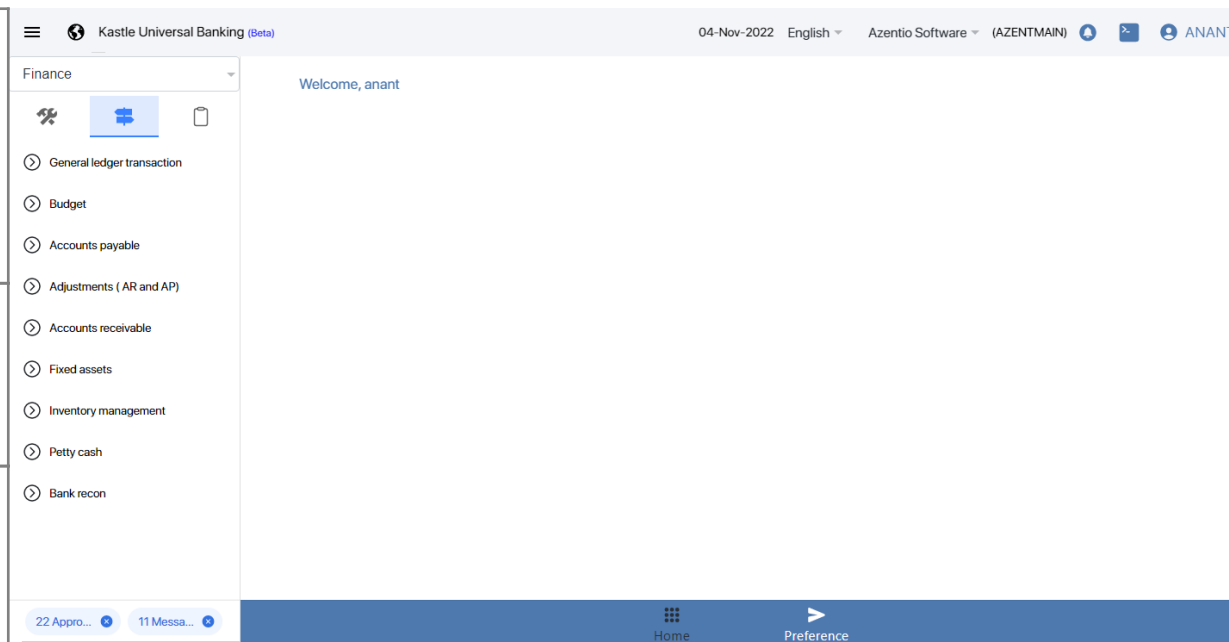 Kastle Universal Banking (Beta)
04-Nov-2022 English Azentio Software (AZENTMAIN) ANANT
Finance
Welcome, anant
General ledger transaction
Budget
Accounts payable
Adjustments ( AR and AP)
Accounts receivable
Fixed assets
Inventory management
Petty cash
Bank recon
22 Appro... 11 Messa...
Home Preference